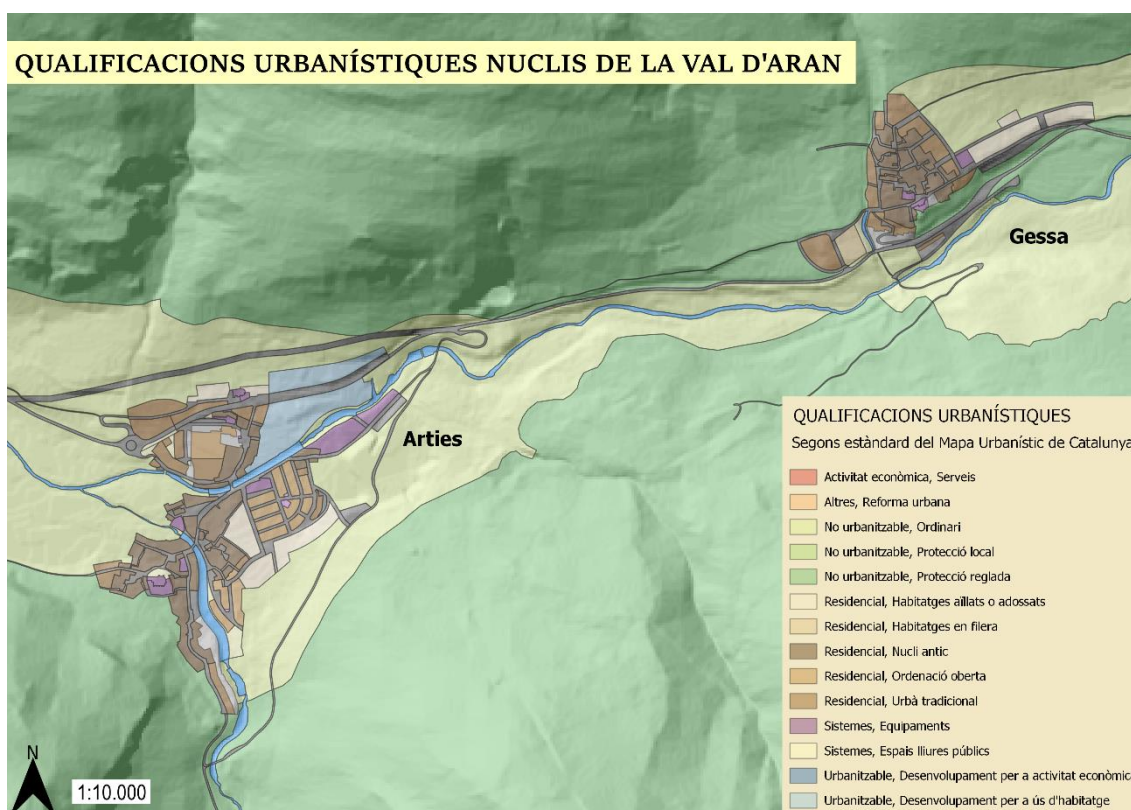 QUALIFICACIONS URBANÍSTIQUES NUCLIS DE LA VAL D'ARAN
Gessa
Arties
QUALIFICACIONS URBANÍSTIQUES
Segons estàndard del Mapa Urbanístic de Catalunya
Activitat econòmica, Serveis
Altres, Reforma urbana
No urbanitzable, Ordinari
No urbanitzable, Protecció local
No urbanitzable, Protecció reglada
Residencial, Habitatges aïllats o adossats
Residencial, Habitatges en filera
Residencial, Nucli antic
Residencial, Ordenació oberta
Residencial, Urbà tradicional
Sistemes, Equipaments
Sistemes, Espais lliures públics
Urbanitzable, Desenvolupament per a activitat econòmica
Urbanitzable, Desenvolupament per a ús d'habitatge
N
1:10.000